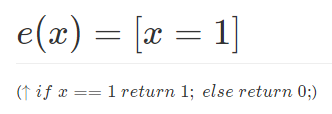 e(x) = [x = 1]
(↑ if x == 1 return 1; else return 0;)